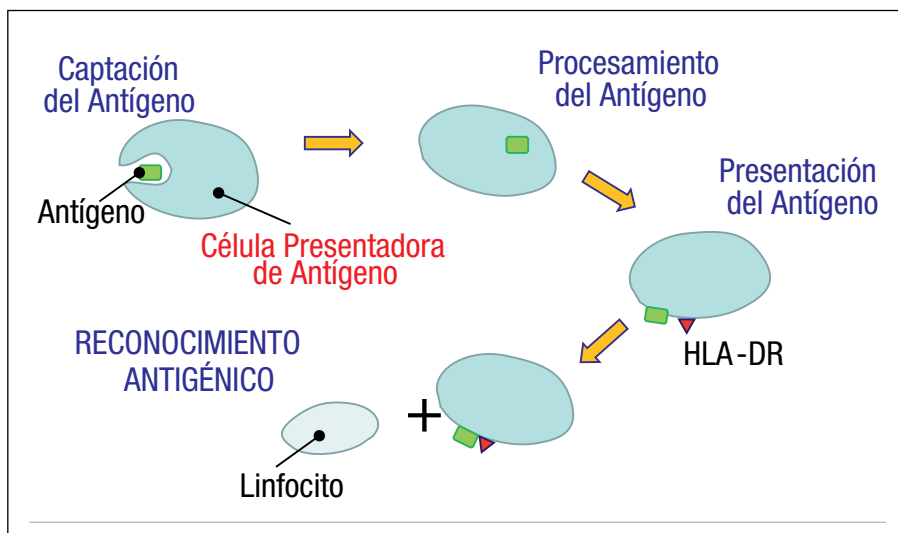 Captación
del Antígeno
Antígeno
Célula Presentadora
de Antígeno
Procesamiento
del Antígeno
Presentación
del Antígeno
HLA-DR
RECONOCIMIENTO
ANTIGÉNICO
+
Linfocito